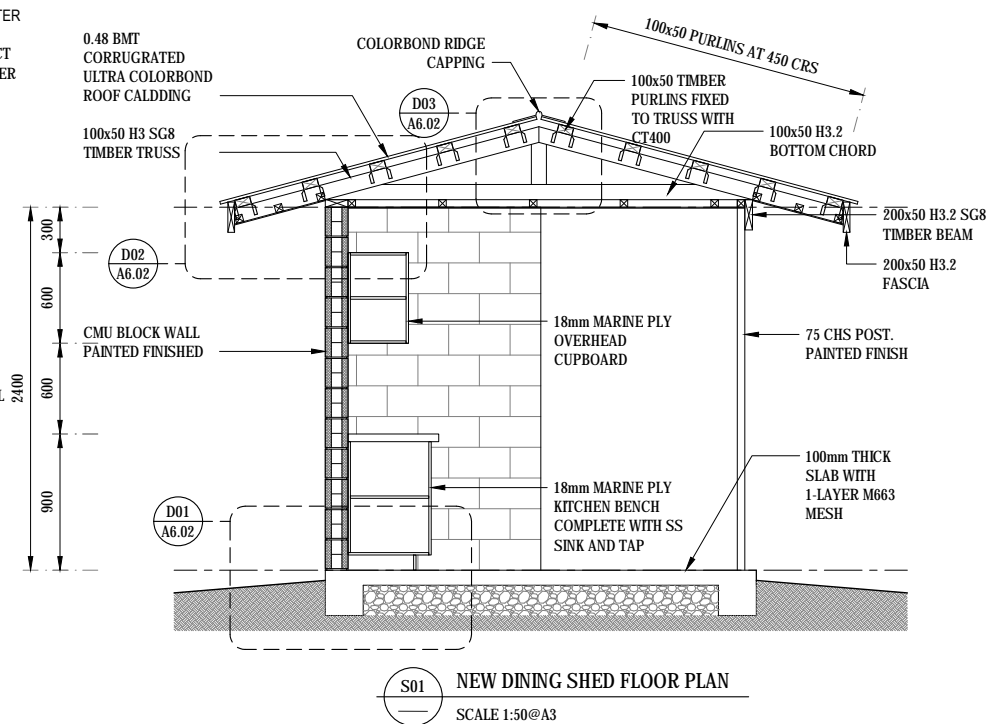 TER
CT
ER
L
0.48 BMT
CORRUGRATED
ULTRA COLORBOND
ROOF CALDDING
COLORBOND RIDGE
CAPPING
100x50 PURLINS AT 450 CRS
D03
A6.02
100x50 TIMBER
PURLINS FIXED
TO TRUSS WITH
CT400
100x50 H3 SG8
TIMBER TRUSS
100x50 H3.2
BOTTOM CHORD
200x50 H3.2 SG8
TIMBER BEAM
200x50 H3.2
FASCIA
D02
A6.02
300
600
600
900
2400
CMU BLOCK WALL
PAINTED FINISHED
18mm MARINE PLY
OVERHEAD
CUPBOARD
75 CHS POST.
PAINTED FINISH
18mm MARINE PLY
KITCHEN BENCH
COMPLETE WITH SS
SINK AND TAP
100mm THICK
SLAB WITH
1-LAYER M663
MESH
D01
A6.02
S01
NEW DINING SHED FLOOR PLAN
SCALE 1:50@A3